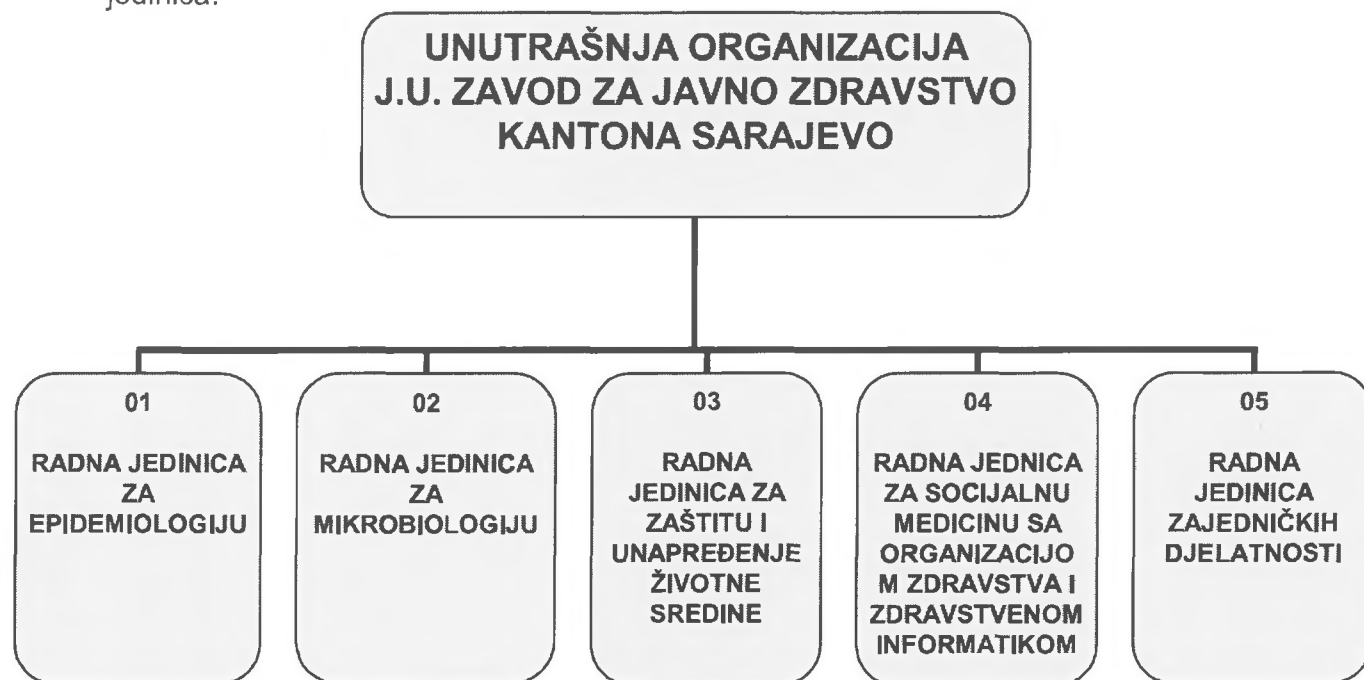 jedinica:
UNUTRAŠNJA ORGANIZACIJA
J.U. ZAVOD ZA JAVNO ZDRAVSTVO
KANTONA SARAJEVO
01
RADNA JEDINICA
ZA
EPIDEMIOLOGIJU
02
RADNA JEDINICA
ZA
MIKROBIOLOGIJU
03
RADNA
JEDINICA ZA
ZAŠTITU I
UNAPREĐENJE
ŽIVOTNE
SREDINE
04
RADNA JEDNICA
ZA SOCIJALNU
MEDICINU SA
ORGANIZACIJO
M ZDRAVSTVA I
ZDRAVSTVENOM
INFORMATIKOM
05
RADNA
JEDINICA
ZAJEDNIČKIH
DJELATNOSTI